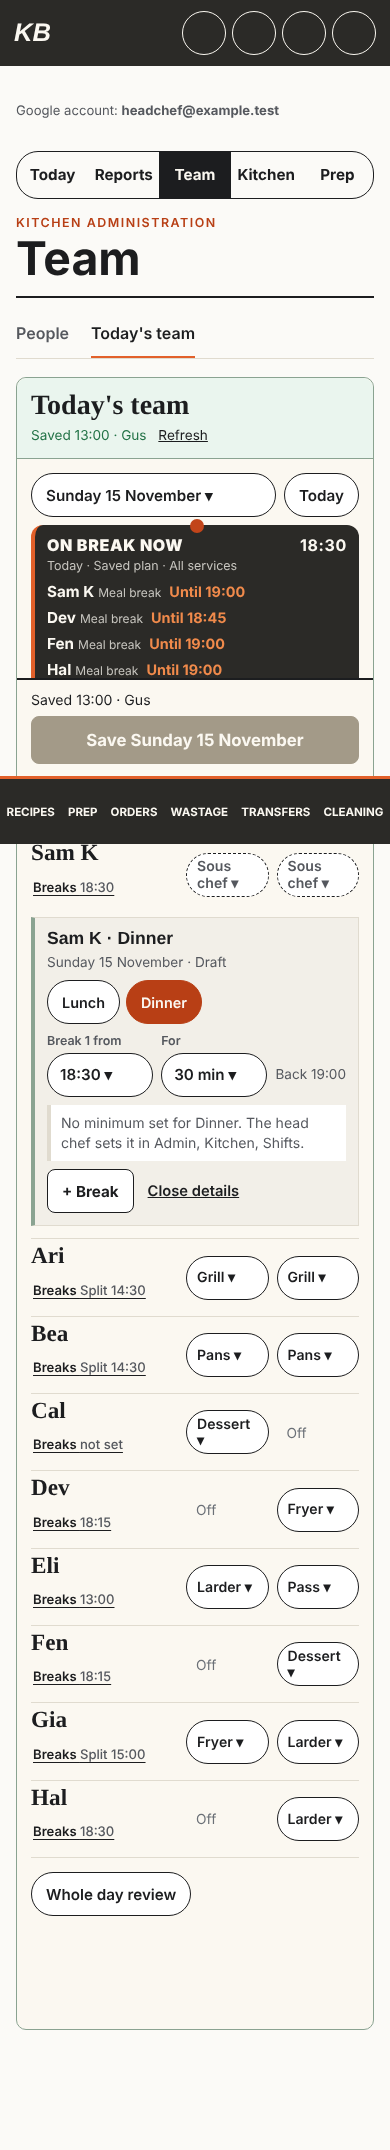 KB
Google account: headchef@example.test
Today Reports Team Kitchen Prep
KITCHEN ADMINISTRATION
Team
People Today's team
Today's team
Saved 13:00 · Gus Refresh
Sunday 15 November ▾ Today
ON BREAK NOW 18:30
Today · Saved plan · All services
Sam K Meal break Until 19:00
Dev Meal break Until 18:45
Fen Meal break Until 19:00
Hal Meal break Until 19:00
Saved 13:00 · Gus
Save Sunday 15 November
RECIPES PREP ORDERS WASTAGE TRANSFERS CLEANING
Sam K
Sous chef ▾ Sous chef ▾
Breaks 18:30
Sam K · Dinner
Sunday 15 November · Draft
Lunch Dinner
Break 1 from For
18:30 ▾ 30 min ▾ Back 19:00
No minimum set for Dinner. The head
chef sets it in Admin, Kitchen, Shifts.
+ Break Close details
Ari
Grill ▾ Grill ▾
Breaks Split 14:30
Bea
Pans ▾ Pans ▾
Breaks Split 14:30
Cal
Dessert ▾ Off
Breaks not set
Dev
Off Fryer ▾
Breaks 18:15
Eli
Larder ▾ Pass ▾
Breaks 13:00
Fen
Off Dessert ▾
Breaks 18:15
Gia
Fryer ▾ Larder ▾
Breaks Split 15:00
Hal
Off Larder ▾
Breaks 18:30
Whole day review